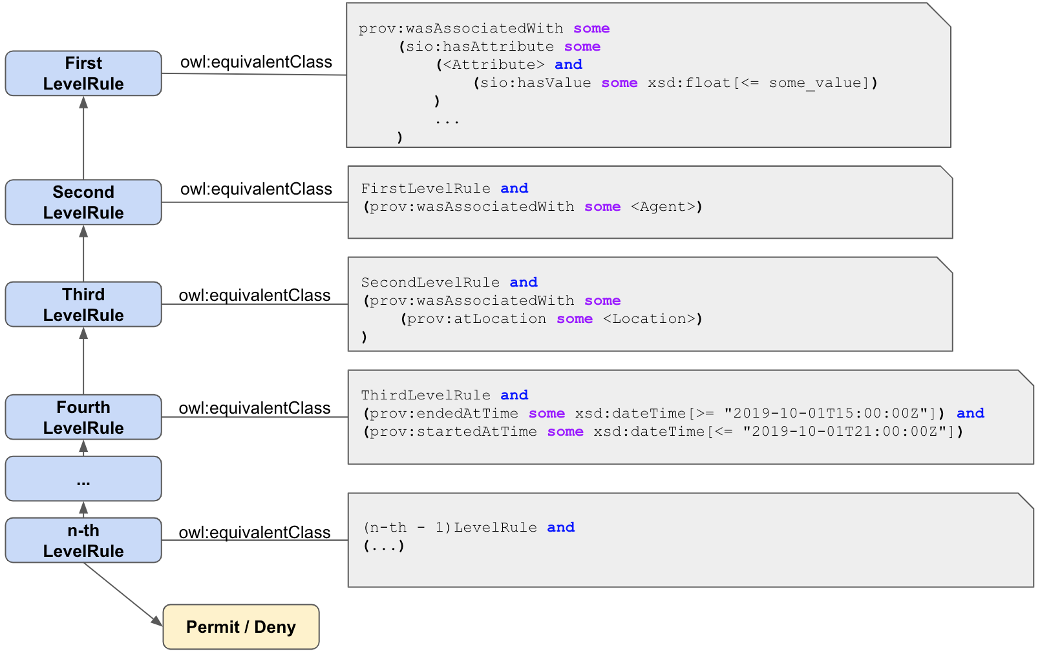 First
LevelRule
owl:equivalentClass
prov:wasAssociatedWith some
(sio:hasAttribute some
(<Attribute> and
(sio:hasValue some xsd:float[<= some_value])
)
...
)
Second
LevelRule
owl:equivalentClass
FirstLevelRule and
(prov:wasAssociatedWith some <Agent>)
Third
LevelRule
owl:equivalentClass
SecondLevelRule and
(prov:wasAssociatedWith some
(prov:atLocation some <Location>)
)
Fourth
LevelRule
owl:equivalentClass
ThirdLevelRule and
(prov:endedAtTime some xsd:dateTime[>= "2019-10-01T15:00:00Z"]) and
(prov:startedAtTime some xsd:dateTime[<= "2019-10-01T21:00:00Z"])
...
n-th
LevelRule
owl:equivalentClass
(n-th - 1)LevelRule and
(...)
Permit / Deny